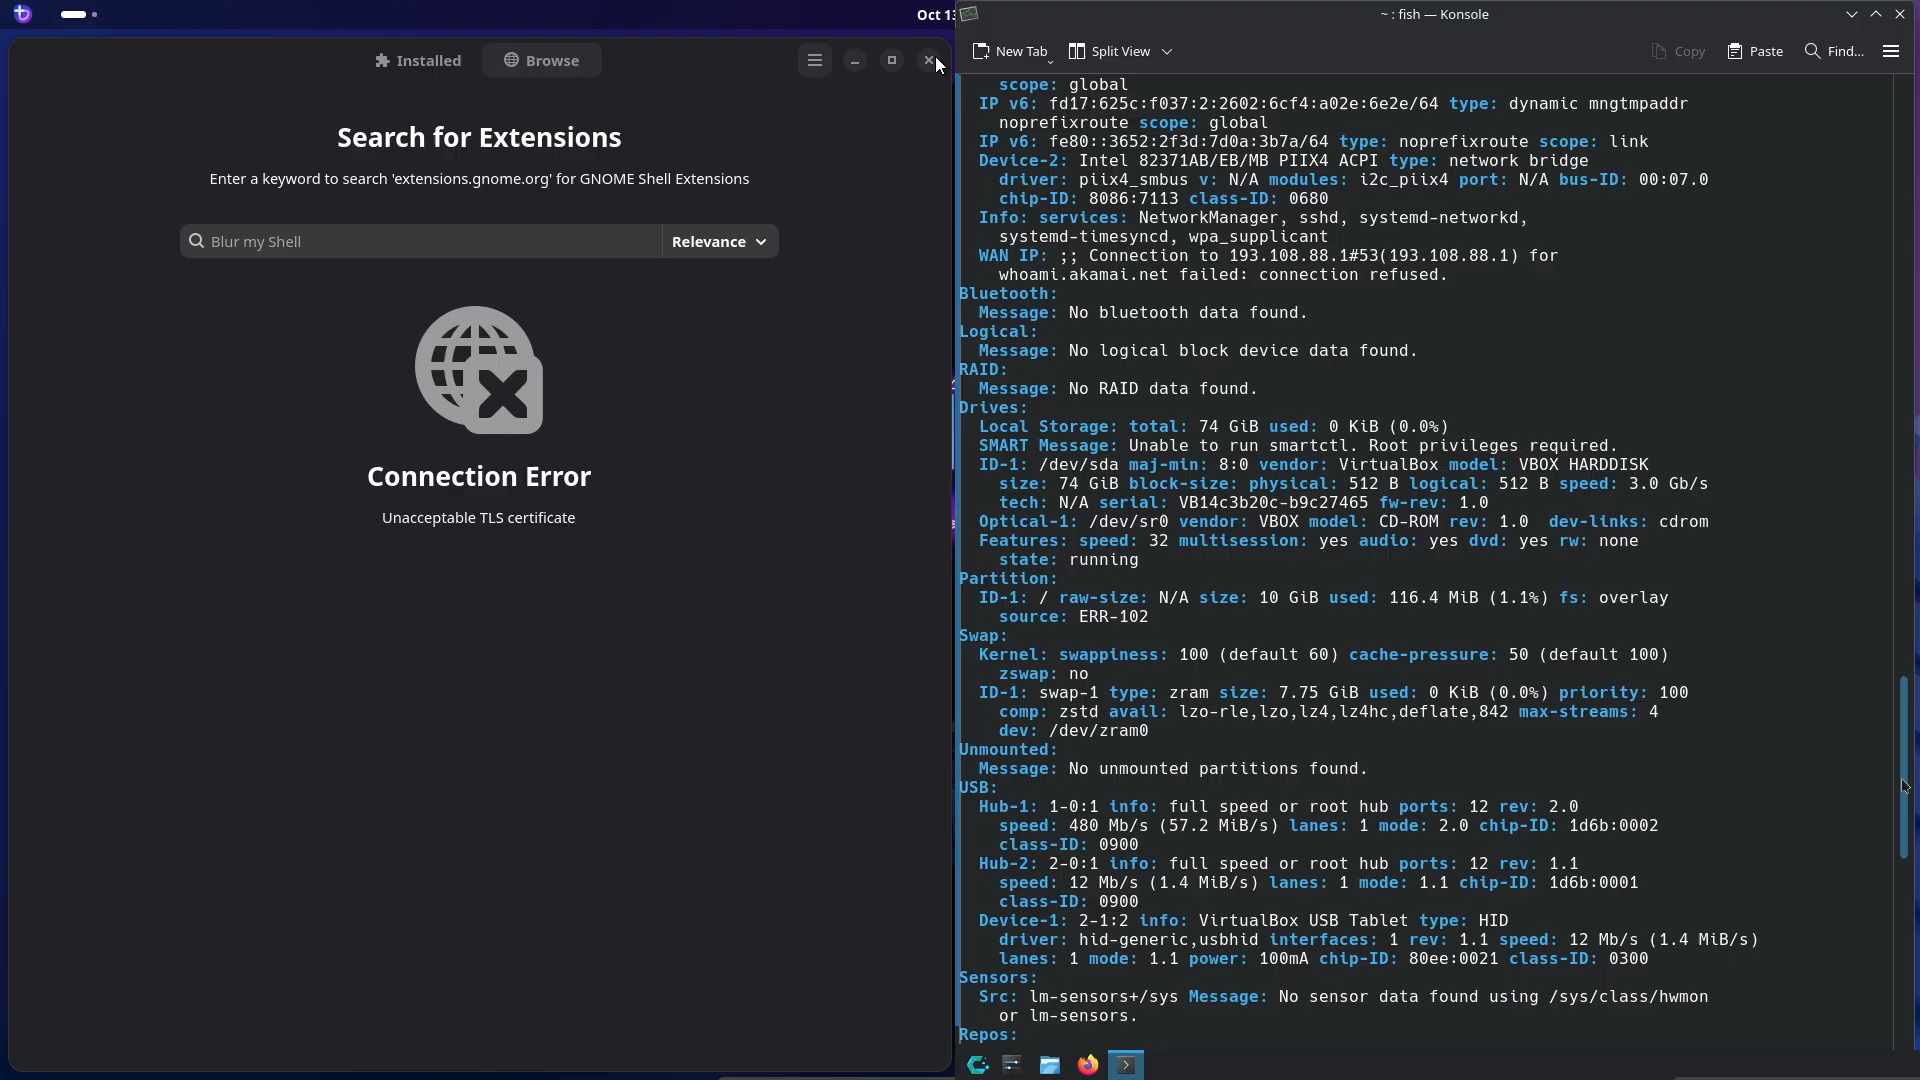 Oct 13
Installed
Browse
Search for Extensions
Enter a keyword to search 'extensions.gnome.org' for GNOME Shell Extensions
Blur my Shell
Relevance
Connection Error
Unacceptable TLS certificate
~ : fish — Konsole
New Tab
Split View
Copy
Paste
Find...
scope: global
IP v6: fd17:625c:f037:2:2602:6cf4:a02e:6e2e/64 type: dynamic mngtmpaddr
noprefixroute scope: global
IP v6: fe80::3652:2f3d:7d0a:3b7a/64 type: noprefixroute scope: link
Device-2: Intel 82371AB/EB/MB PIIX4 ACPI type: network bridge
driver: piix4_smbus v: N/A modules: i2c_piix4 port: N/A bus-ID: 00:07.0
chip-ID: 8086:7113 class-ID: 0680
Info: services: NetworkManager, sshd, systemd-networkd,
systemd-timesyncd, wpa_supplicant
WAN IP: ;; Connection to 193.108.88.1#53(193.108.88.1) for
whoami.akamai.net failed: connection refused.
Bluetooth:
Message: No bluetooth data found.
Logical:
Message: No logical block device data found.
RAID:
Message: No RAID data found.
Drives:
Local Storage: total: 74 GiB used: 0 KiB (0.0%)
SMART Message: Unable to run smartctl. Root privileges required.
ID-1: /dev/sda maj-min: 8:0 vendor: VirtualBox model: VBOX HARDDISK
size: 74 GiB block-size: physical: 512 B logical: 512 B speed: 3.0 Gb/s
tech: N/A serial: VB14c3b20c-b9c27465 fw-rev: 1.0
Optical-1: /dev/sr0 vendor: VBOX model: CD-ROM rev: 1.0 dev-links: cdrom
Features: speed: 32 multisession: yes audio: yes dvd: yes rw: none
state: running
Partition:
ID-1: / raw-size: N/A size: 10 GiB used: 116.4 MiB (1.1%) fs: overlay
source: ERR-102
Swap:
Kernel: swappiness: 100 (default 60) cache-pressure: 50 (default 100)
zswap: no
ID-1: swap-1 type: zram size: 7.75 GiB used: 0 KiB (0.0%) priority: 100
comp: zstd avail: lzo-rle,lzo,lz4,lz4hc,deflate,842 max-streams: 4
dev: /dev/zram0
Unmounted:
Message: No unmounted partitions found.
USB:
Hub-1: 1-0:1 info: full speed or root hub ports: 12 rev: 2.0
speed: 480 Mb/s (57.2 MiB/s) lanes: 1 mode: 2.0 chip-ID: 1d6b:0002
class-ID: 0900
Hub-2: 2-0:1 info: full speed or root hub ports: 12 rev: 1.1
speed: 12 Mb/s (1.4 MiB/s) lanes: 1 mode: 1.1 chip-ID: 1d6b:0001
class-ID: 0900
Device-1: 2-1:2 info: VirtualBox USB Tablet type: HID
driver: hid-generic,usbhid interfaces: 1 rev: 1.1 speed: 12 Mb/s (1.4 MiB/s)
lanes: 1 mode: 1.1 power: 100mA chip-ID: 80ee:0021 class-ID: 0300
Sensors:
Src: lm-sensors+/sys Message: No sensor data found using /sys/class/hwmon
or lm-sensors.
Repos: